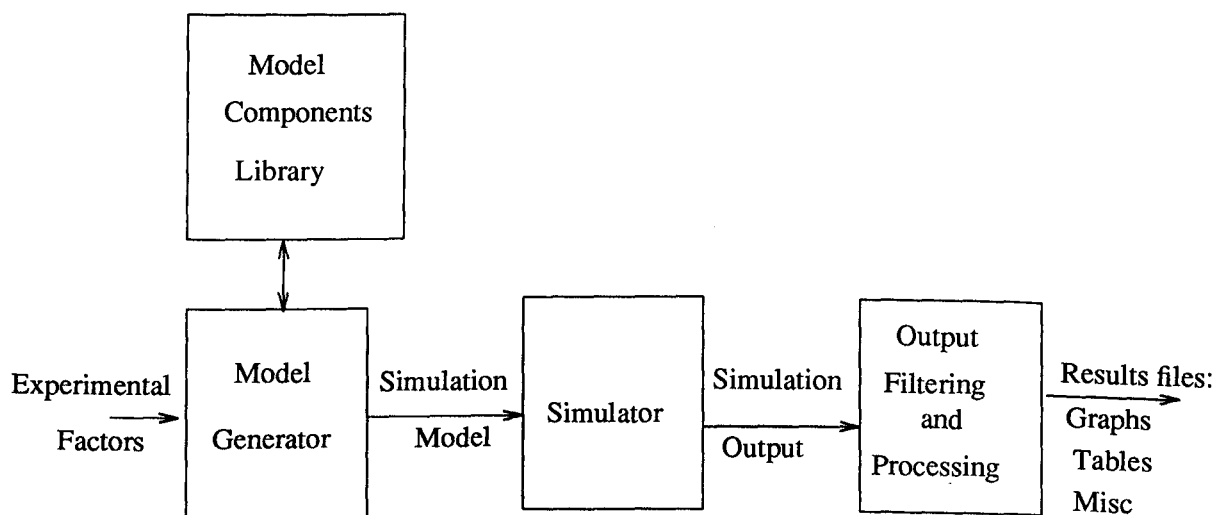 Model
Components
Library
Experimental
Factors
Model
Generator
Simulation
Model
Simulator
Simulation
Output
Output
Filtering
and
Processing
Results files:
Graphs
Tables
Misc